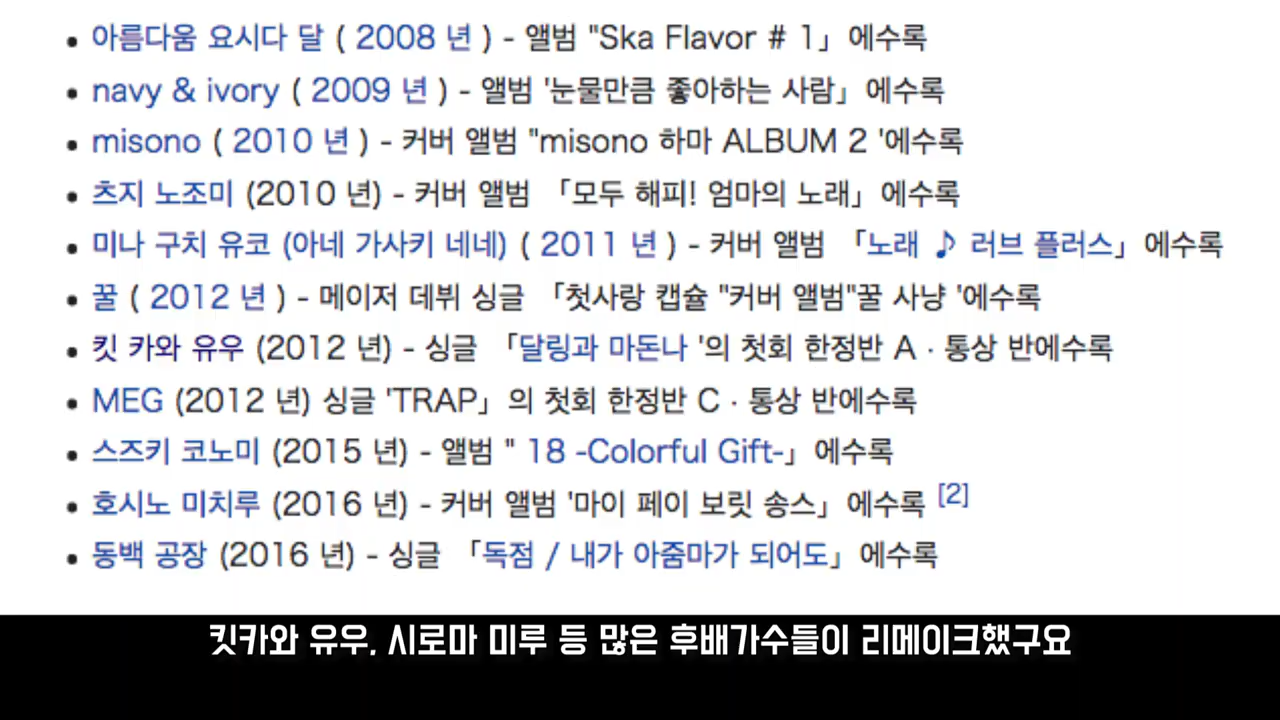 • 아름다움 요시다 달 ( 2008 년 ) - 앨범 "Ska Flavor # 1」에수록
• navy & ivory ( 2009 년 ) - 앨범 '눈물만큼 좋아하는 사람」에수록
• misono ( 2010 년 ) - 커버 앨범 "misono 하마 ALBUM 2 '에수록
• 츠지 노조미 (2010 년) - 커버 앨범 「모두 해피! 엄마의 노래」에수록
• 미나 구치 유코 (아네 가사키 네네) ( 2011 년 ) - 커버 앨범 「노래 ♪ 러브 플러스」에수록
• 꿀 ( 2012 년 ) - 메이저 데뷔 싱글 「첫사랑 캡슐 "커버 앨범"꿀 사냥 '에수록
• 킷 카와 유우 (2012 년) - 싱글 「달링과 마돈나 '의 첫회 한정반 A · 통상 반에수록
• MEG (2012 년) 싱글 'TRAP」의 첫회 한정반 C · 통상 반에수록
• 스즈키 코노미 (2015 년) - 앨범 " 18 -Colorful Gift-」에수록
• 호시노 미치루 (2016 년) - 커버 앨범 '마이 페이 보릿 송스」에수록 [2]
• 동백 공장 (2016 년) - 싱글 「독점 / 내가 아줌마가 되어도」에수록
킷카와 유우, 시로마 미루 등 많은 후배가수들이 리메이크했구요